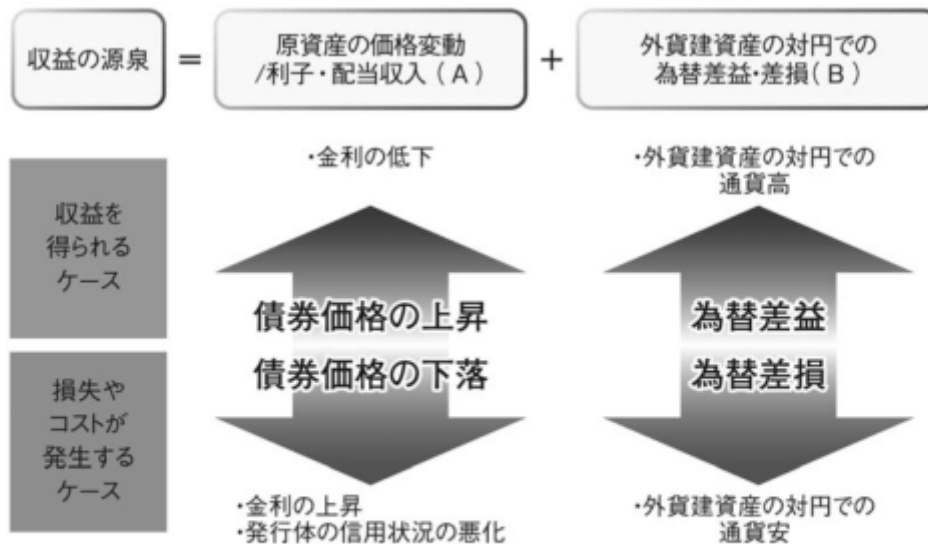 収益の源泉
=
原資産の価格変動
/利子・配当収入(A)
+
外貨建資産の対円での
為替差益・差損(B)
収益を
得られる
ケース
・金利の低下
・外貨建資産の対円での
通貨高
債券価格の上昇
為替差益
債券価格の下落
為替差損
損失や
コストが
発生する
ケース
・金利の上昇
・発行体の信用状況の悪化
・外貨建資産の対円での
通貨安